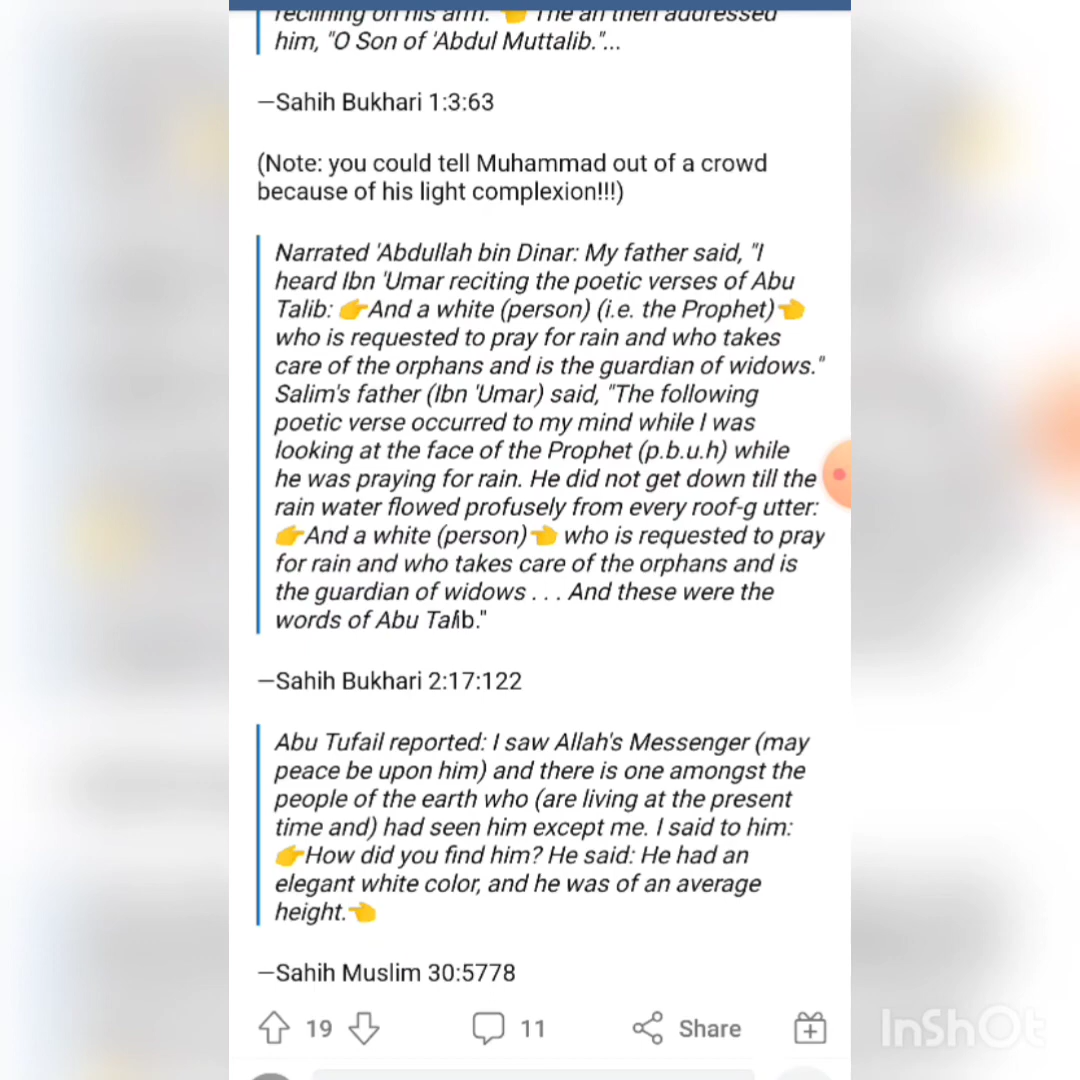 reclining on his arm. 👈 The an then addressed
him, "O Son of 'Abdul Muttalib."...
—Sahih Bukhari 1:3:63
(Note: you could tell Muhammad out of a crowd
because of his light complexion!!!)
Narrated 'Abdullah bin Dinar: My father said, "I
heard Ibn 'Umar reciting the poetic verses of Abu
Talib: 👉And a white (person) (i.e. the Prophet)👈
who is requested to pray for rain and who takes
care of the orphans and is the guardian of widows."
Salim's father (Ibn 'Umar) said, "The following
poetic verse occurred to my mind while I was
looking at the face of the Prophet (p.b.u.h) while
he was praying for rain. He did not get down till the
rain water flowed profusely from every roof-g utter:
👉And a white (person)👈 who is requested to pray
for rain and who takes care of the orphans and is
the guardian of widows . . . And these were the
words of Abu Talib."
—Sahih Bukhari 2:17:122
Abu Tufail reported: I saw Allah's Messenger (may
peace be upon him) and there is one amongst the
people of the earth who (are living at the present
time and) had seen him except me. I said to him:
👉How did you find him? He said: He had an
elegant white color, and he was of an average
height.👈
—Sahih Muslim 30:5778
19 11 Share
InShOt